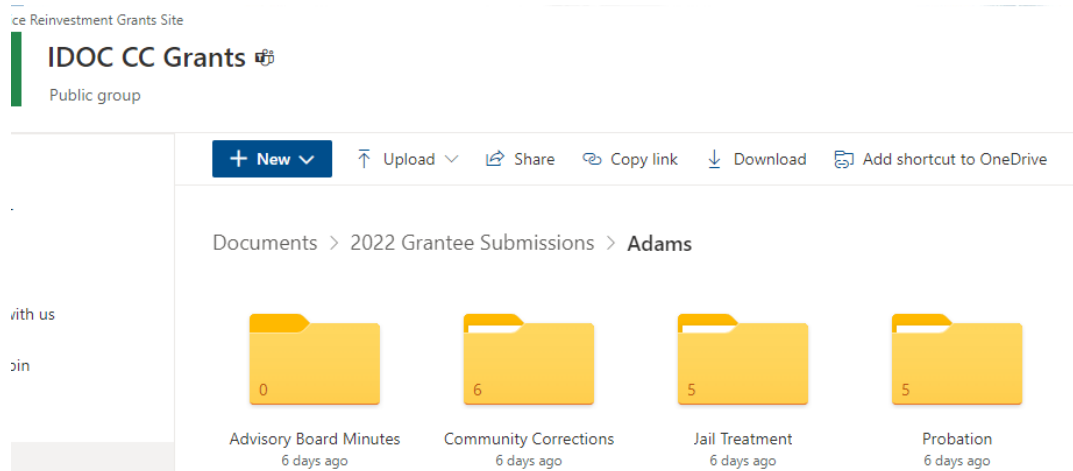 ce Reinvestment Grants Site
IDOC CC Grants
Public group
+ New Upload Share Copy link Download Add shortcut to OneDrive
Documents > 2022 Grantee Submissions > Adams
with us
oin
0 6 5 5
Advisory Board Minutes Community Corrections Jail Treatment Probation
6 days ago 6 days ago 6 days ago 6 days ago